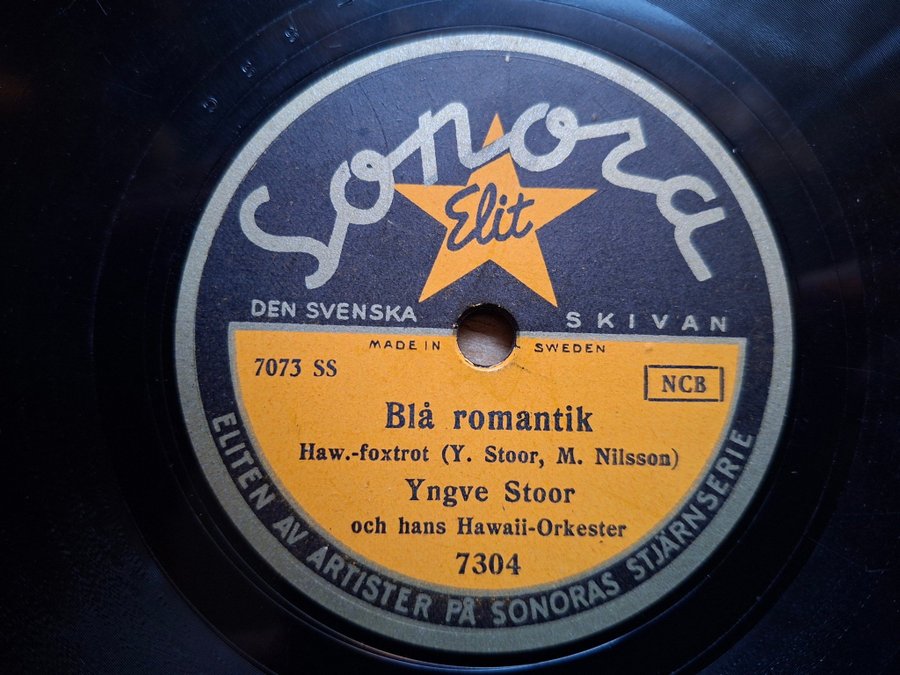 Sonora
Elit
DEN SVENSKA SKIVAN
MADE IN SWEDEN
7073 SS
NCB
Blå romantik
Haw.-foxtrot (Y. Stoor, M. Nilsson)
Yngve Stoor
och hans Hawaii-Orkester
7304
ELITEN AV ARTISTER PÅ SONORAS STJÄRNSERIE